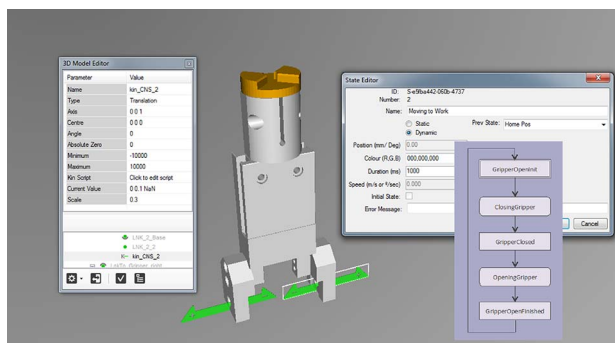 3D Model Editor
Parameter Value
Name kin_CNS_2
Type Translation
Axis 0 0 1
Centre 0 0 0
Angle 0
Absolute Zero 0
Minimum -10000
Maximum 10000
Kin Script Click to edit script
Current Value 0 0.1 NaN
Scale 0.3
LNK_2_Base
LNK_2_2
kin_CNS_2
State Editor
ID: S-e9fba442-060b-4737
Number: 2
Name: Moving to Work
Static Prev State: Home Pos
Dynamic
Position (mm/ Deg) 0.00
Colour (R,G,B) 000,000,000
Duration (ms) 1000
Speed (m/s or º/sec) 0.000
Initial State:
Error Message:
Cancel
GripperOpenInit
ClosingGripper
GripperClosed
OpeningGripper
GripperOpenFinished